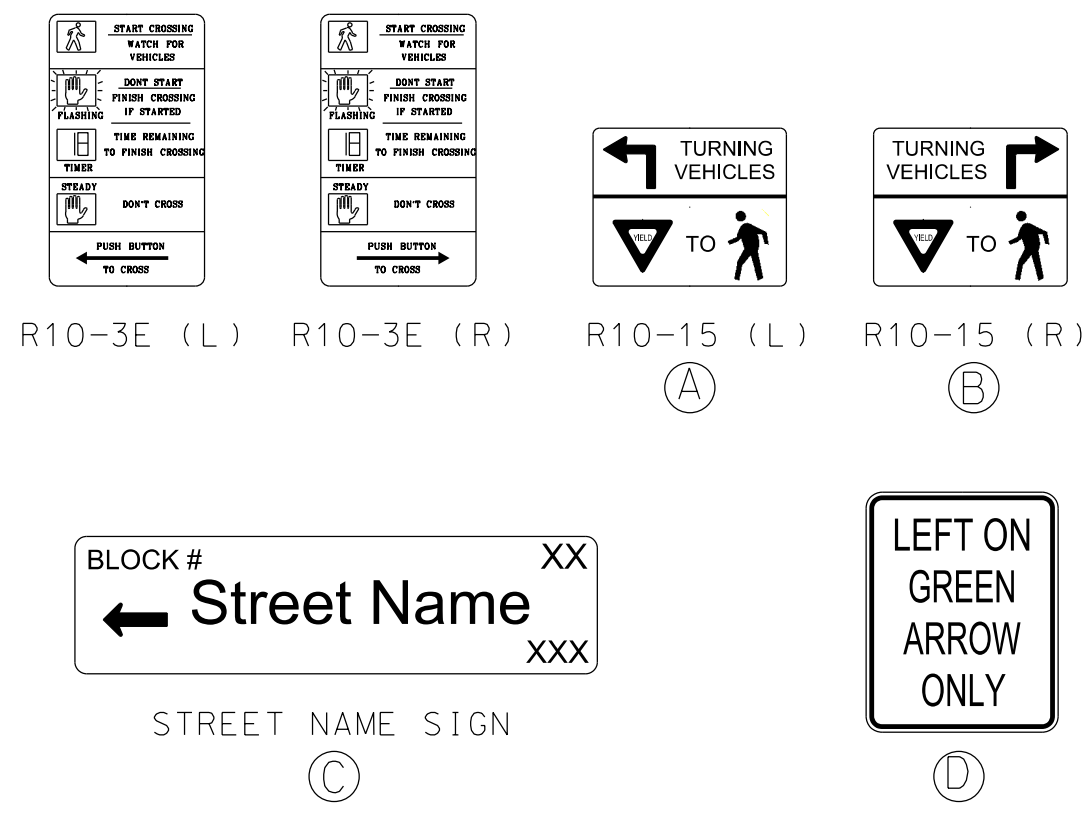 START CROSSING
WATCH FOR
VEHICLES
DONT START
FINISH CROSSING
IF STARTED
FLASHING
TIME REMAINING
TO FINISH CROSSING
18
TIMER
STEADY
DON'T CROSS
PUSH BUTTON
TO CROSS
R10-3E (L)
START CROSSING
WATCH FOR
VEHICLES
DONT START
FINISH CROSSING
IF STARTED
FLASHING
TIME REMAINING
TO FINISH CROSSING
18
TIMER
STEADY
DON'T CROSS
PUSH BUTTON
TO CROSS
R10-3E (R)
TURNING
VEHICLES
YIELD
TO
R10-15 (L)
A
TURNING
VEHICLES
YIELD
TO
R10-15 (R)
B
BLOCK #
XX
Street Name
XXX
STREET NAME SIGN
C
LEFT ON
GREEN
ARROW
ONLY
D